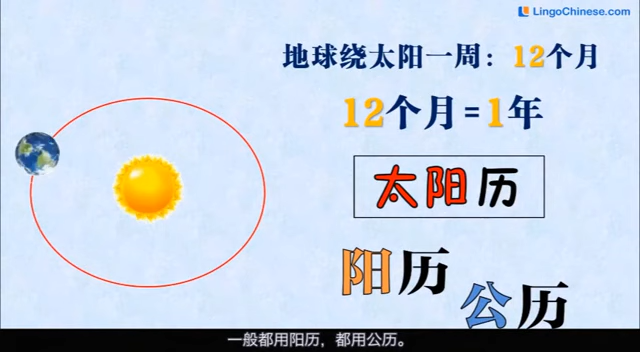 LingoChinese.com
地球绕太阳一周：12个月
12个月=1年
太阳历
阳历
公历
一般都用阳历，都用公历。